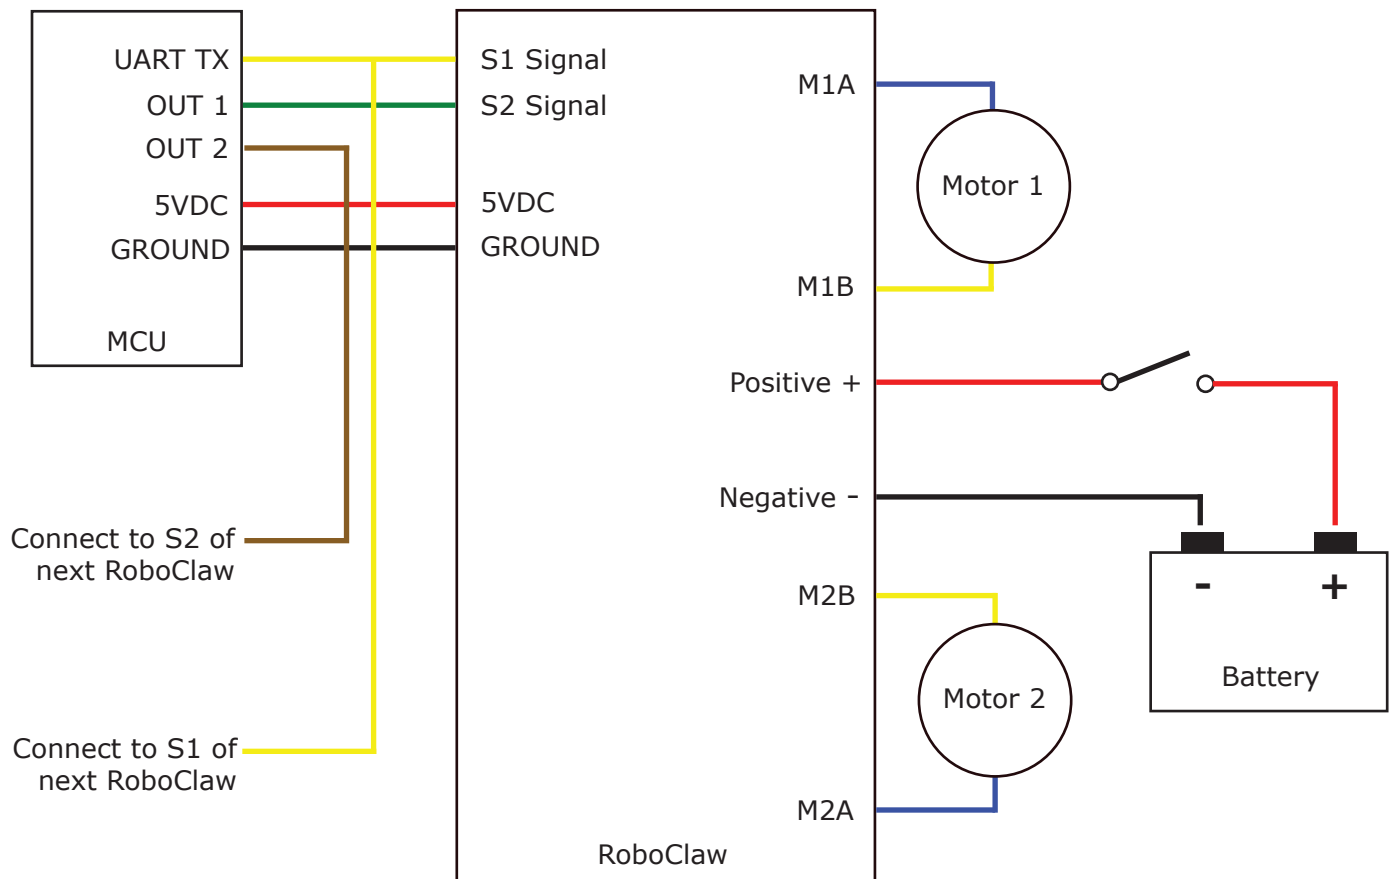 UART TX
OUT 1
OUT 2
5VDC
GROUND
MCU
Connect to S2 of
next RoboClaw
Connect to S1 of
next RoboClaw
S1 Signal
S2 Signal
5VDC
GROUND
M1A
M1B
Positive +
Negative -
M2B
M2A
RoboClaw
Motor 1
Motor 2
- +
Battery